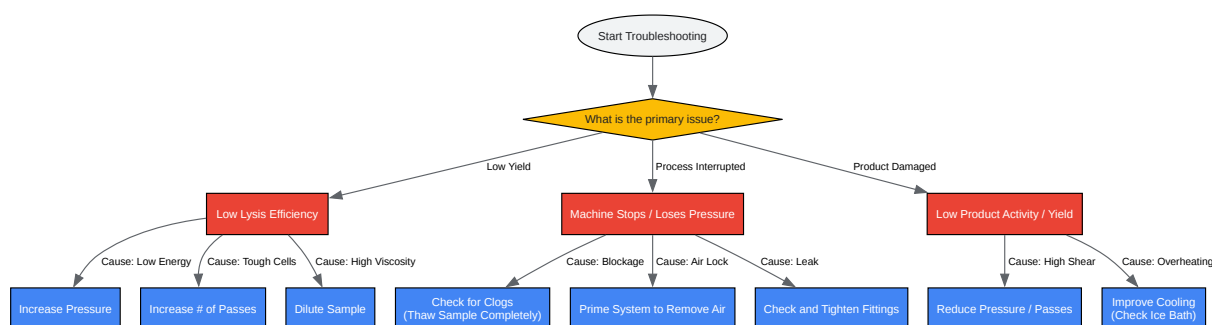 Start Troubleshooting
What is the primary issue?
Low Yield
Process Interrupted
Product Damaged
Low Lysis Efficiency
Machine Stops / Loses Pressure
Low Product Activity / Yield
Cause: Low Energy
Cause: Tough Cells
Cause: High Viscosity
Cause: Blockage
Cause: Air Lock
Cause: Leak
Cause: High Shear
Cause: Overheating
Increase Pressure
Increase # of Passes
Dilute Sample
Check for Clogs
(Thaw Sample Completely)
Prime System to Remove Air
Check and Tighten Fittings
Reduce Pressure / Passes
Improve Cooling
(Check Ice Bath)